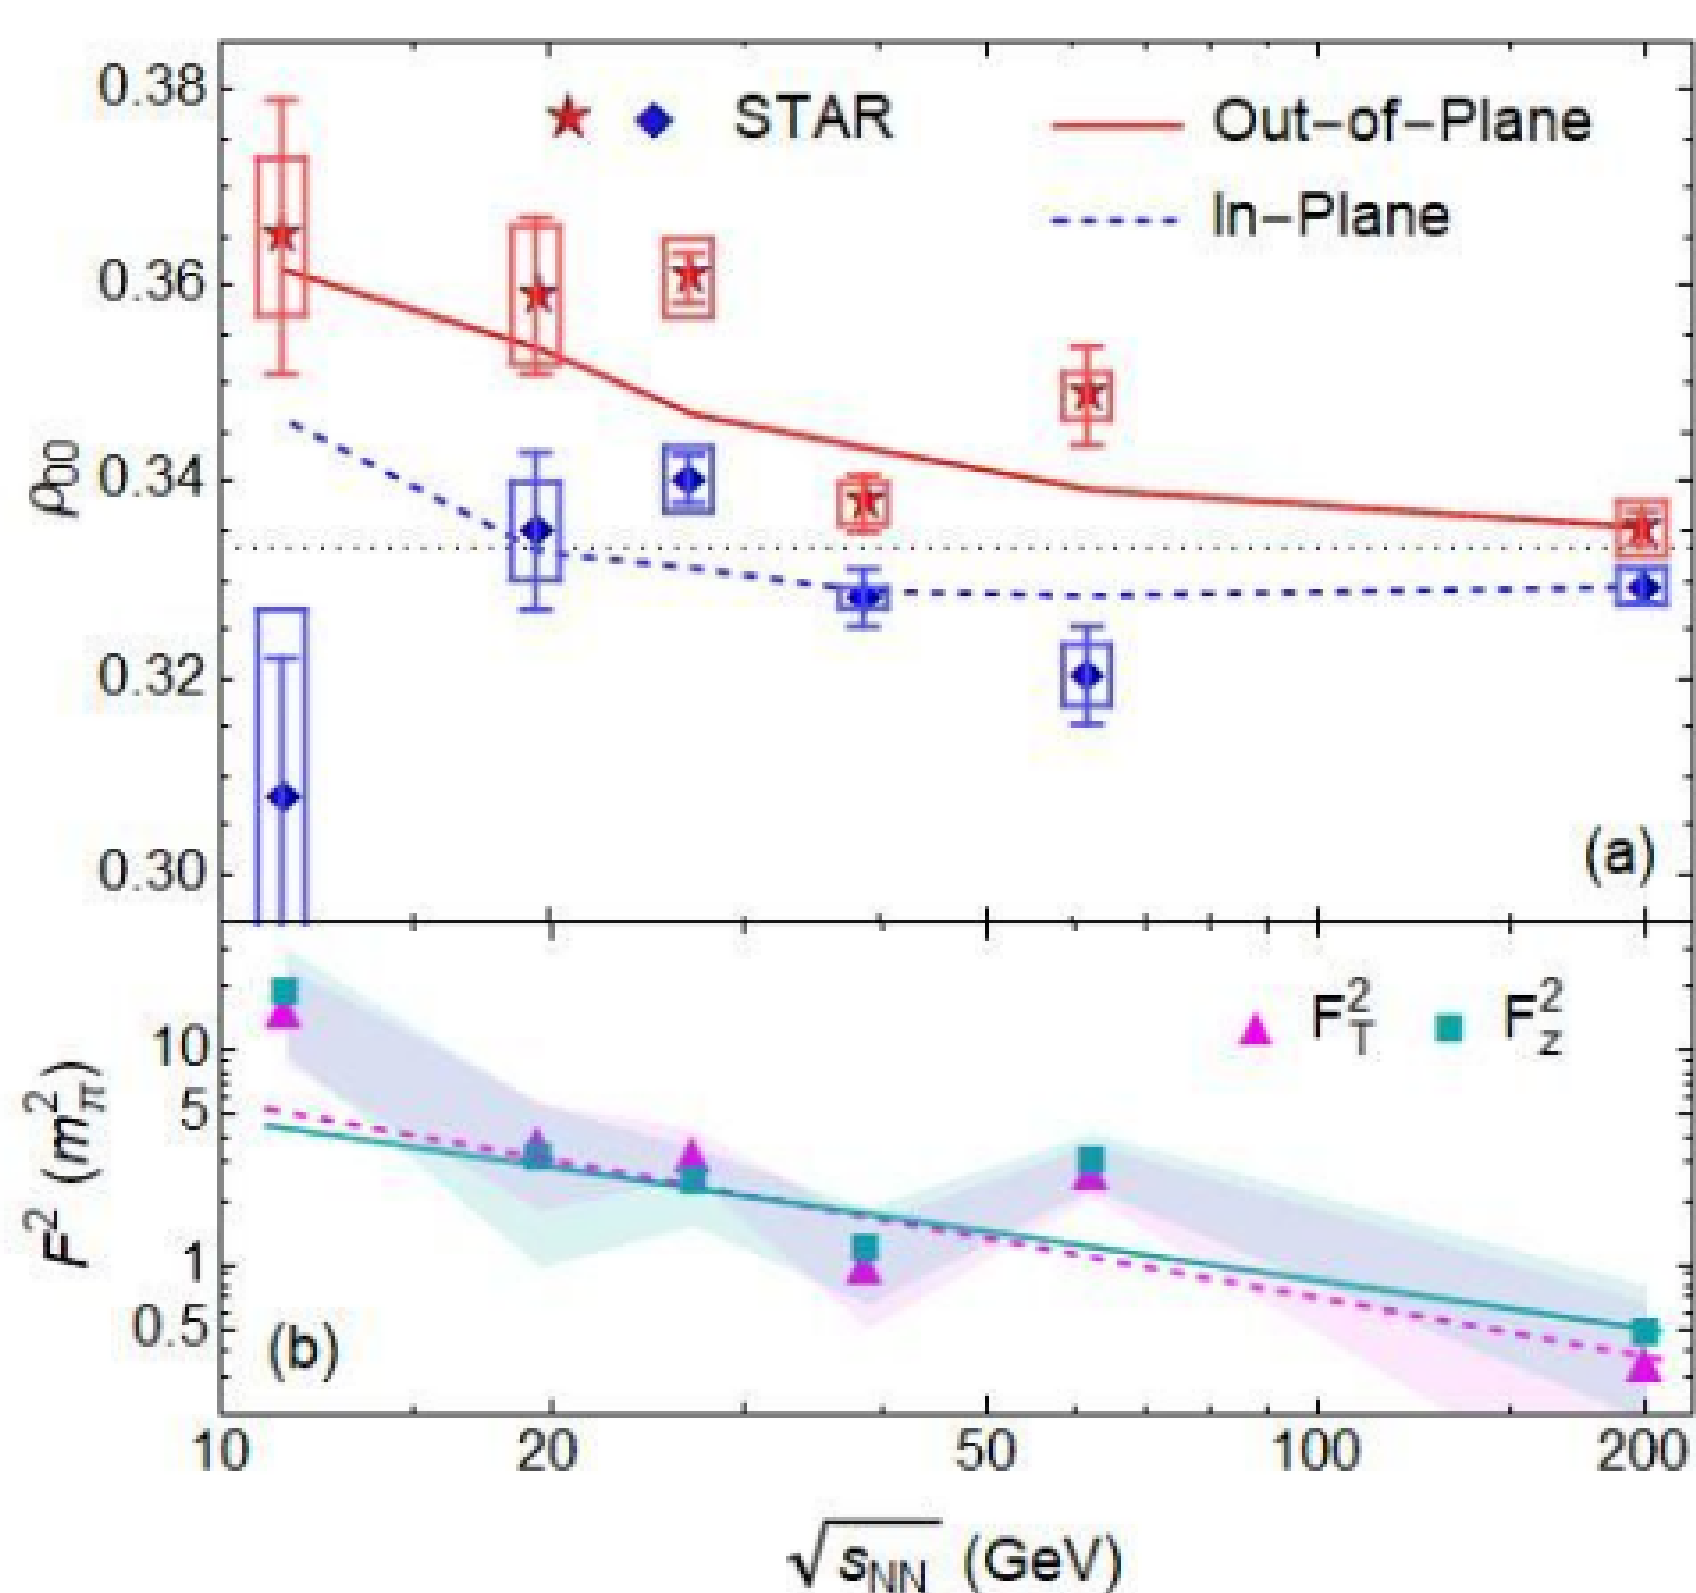 0.38
STAR
Out-of-Plane
In-Plane
0.36
ρ00
0.34
0.32
0.30
(a)
F_T^2
F_z^2
10
5
F^2 (m_π^2)
1
0.5
(b)
10 20 50 100 200
√s_NN (GeV)